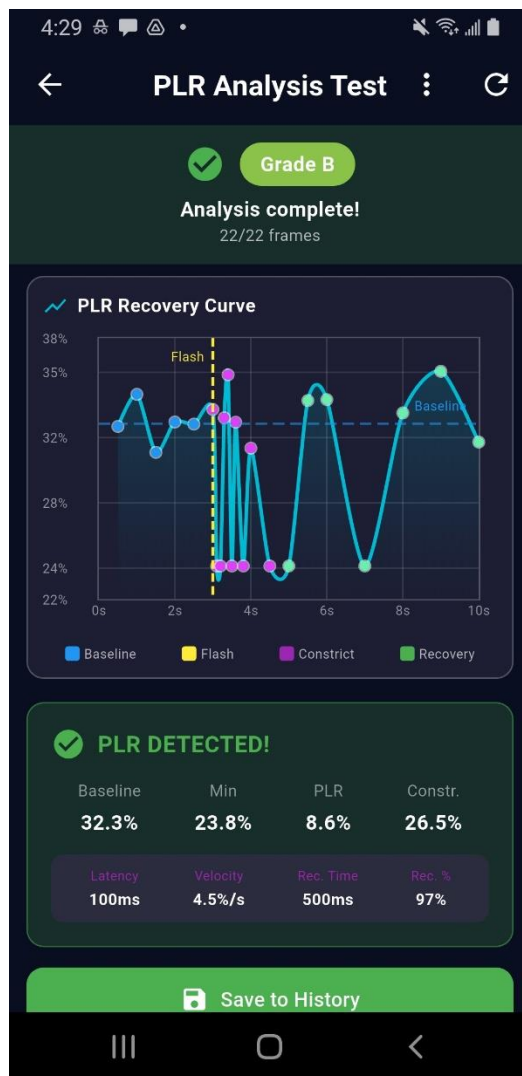 4:29
PLR Analysis Test
Grade B
Analysis complete!
22/22 frames
PLR Recovery Curve
38%
35%
32%
28%
24%
22%
Flash
Baseline
0s 2s 4s 6s 8s 10s
Baseline Flash Constrict Recovery
PLR DETECTED!
Baseline Min PLR Constr.
32.3% 23.8% 8.6% 26.5%
Latency Velocity Rec. Time Rec. %
100ms 4.5%/s 500ms 97%
Save to History